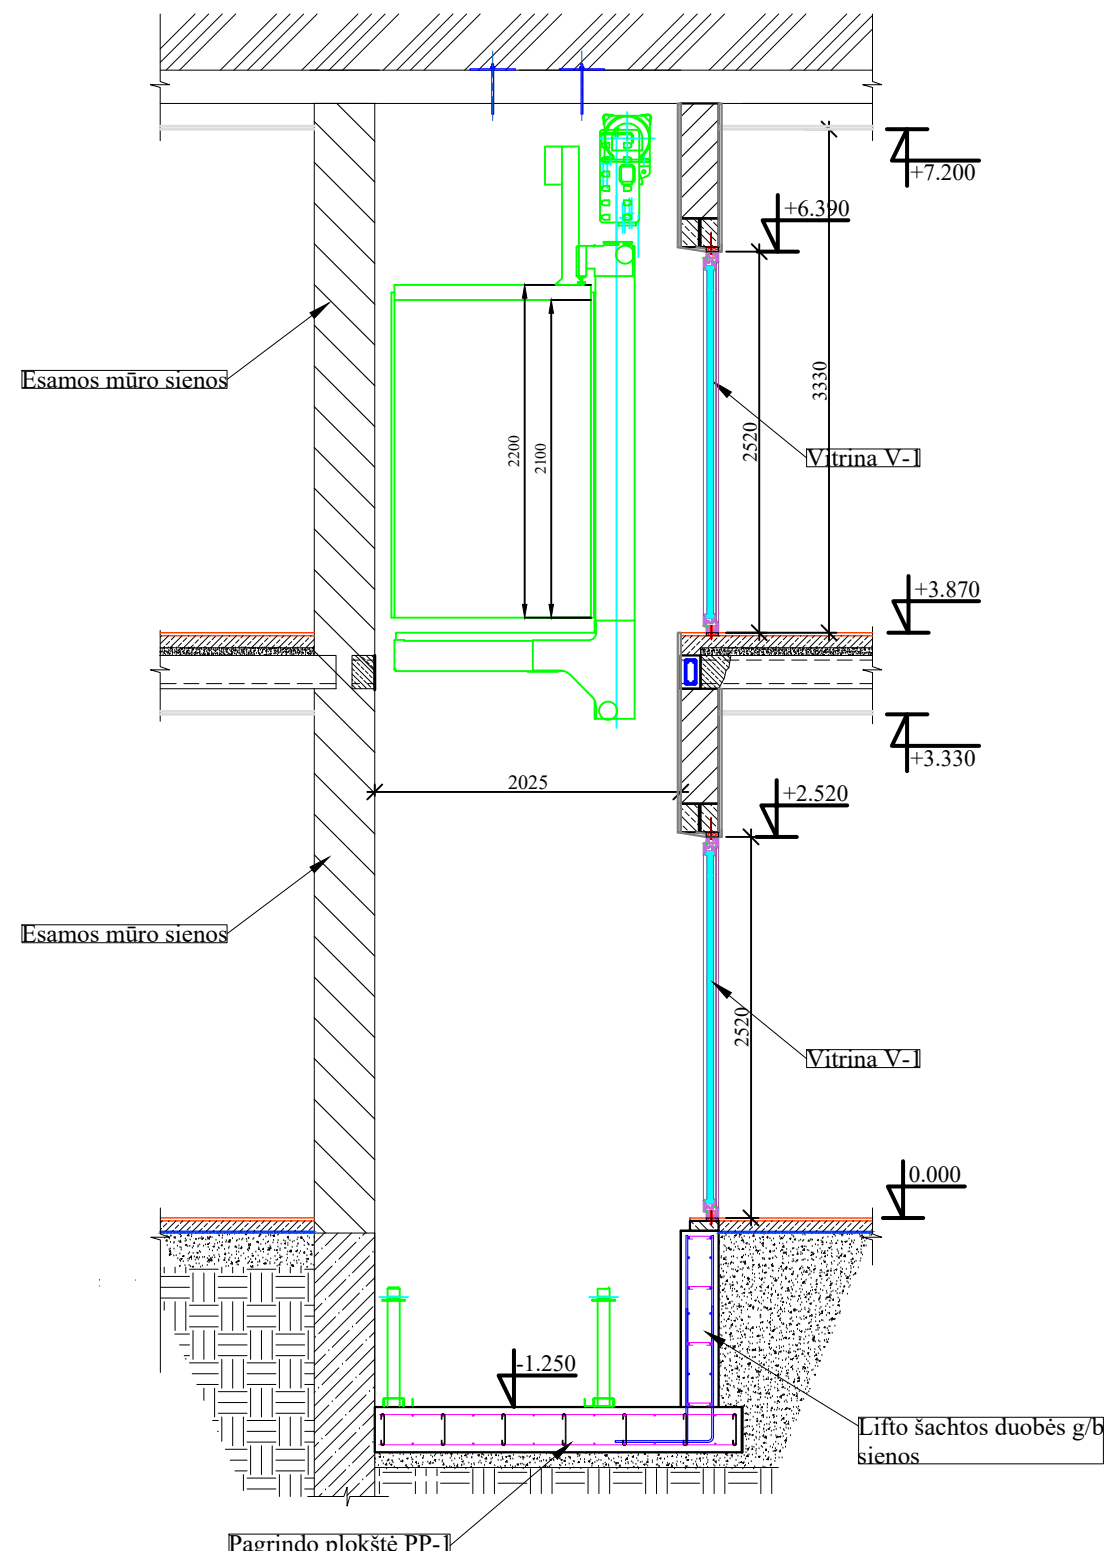 +7.200
+6.390
Esamos mūro sienos
3330
2520
2200
2100
Vitrina V-1
+3.870
+3.330
2025
+2.520
Esamos mūro sienos
2520
Vitrina V-1
0.000
-1.250
Lifto šachtos duobės g/b
sienos
Pagrindo plokštė PP-1